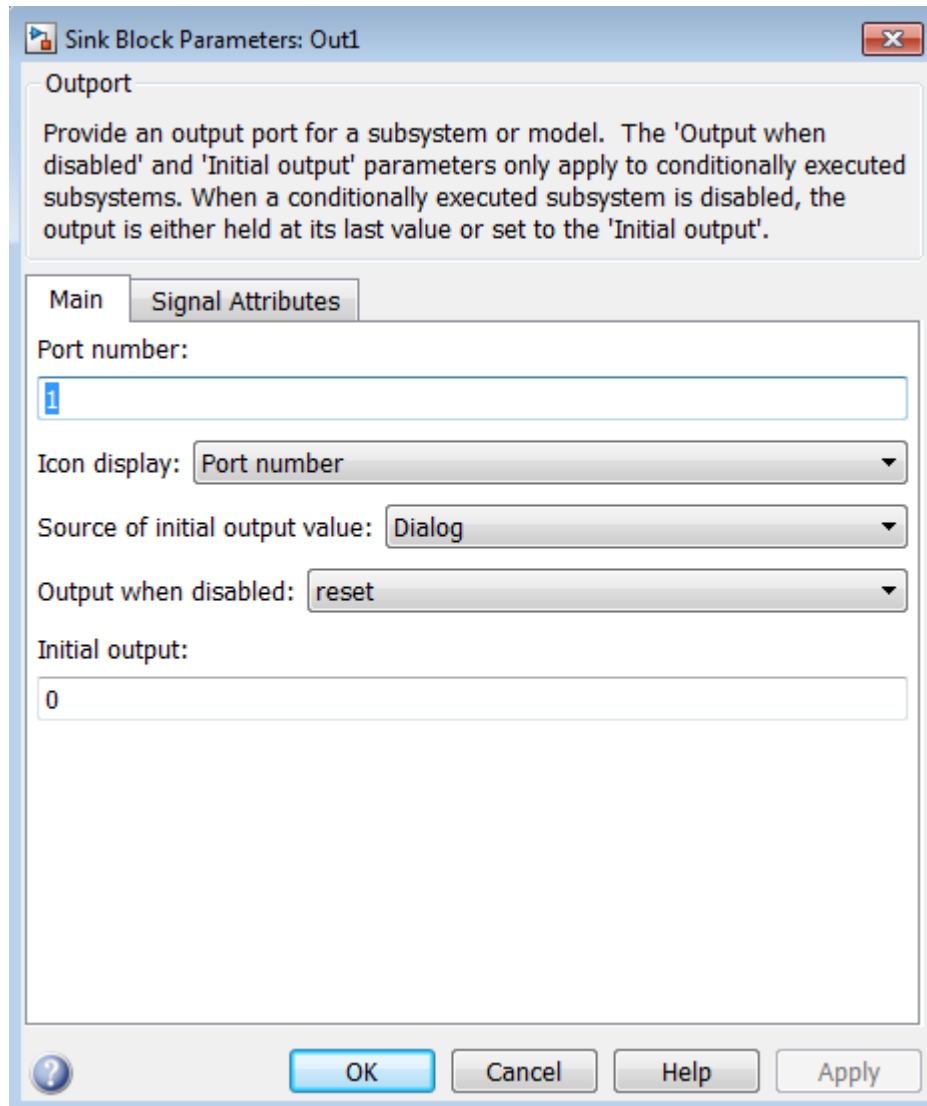 Sink Block Parameters: Out1
Outport
Provide an output port for a subsystem or model. The 'Output when
disabled' and 'Initial output' parameters only apply to conditionally executed
subsystems. When a conditionally executed subsystem is disabled, the
output is either held at its last value or set to the 'Initial output'.
Main Signal Attributes
Port number:
1
Icon display: Port number
Source of initial output value: Dialog
Output when disabled: reset
Initial output:
0
? OK Cancel Help Apply